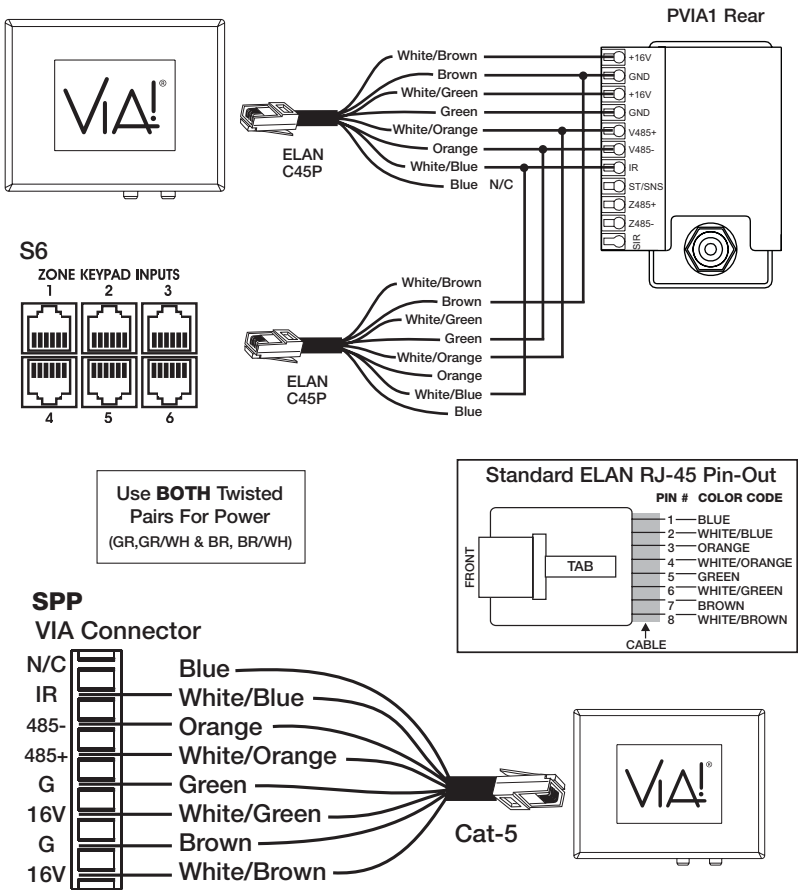 PVIA1 Rear
ViA!®
ELAN
C45P
White/Brown
Brown
White/Green
Green
White/Orange
Orange
White/Blue
Blue N/C
+16V
GND
+16V
GND
V485+
V485-
IR
ST/SNS
Z485+
Z485-
SIR
S6
ZONE KEYPAD INPUTS
1 2 3
4 5 6
ELAN
C45P
White/Brown
Brown
White/Green
Green
White/Orange
Orange
White/Blue
Blue
Use BOTH Twisted
Pairs For Power
(GR,GR/WH & BR, BR/WH)
Standard ELAN RJ-45 Pin-Out
PIN # COLOR CODE
FRONT
TAB
1 BLUE
2 WHITE/BLUE
3 ORANGE
4 WHITE/ORANGE
5 GREEN
6 WHITE/GREEN
7 BROWN
8 WHITE/BROWN
CABLE
SPP
VIA Connector
N/C Blue
IR White/Blue
485- Orange
485+ White/Orange
G Green
16V White/Green
G Brown
16V White/Brown
Cat-5
ViA!®